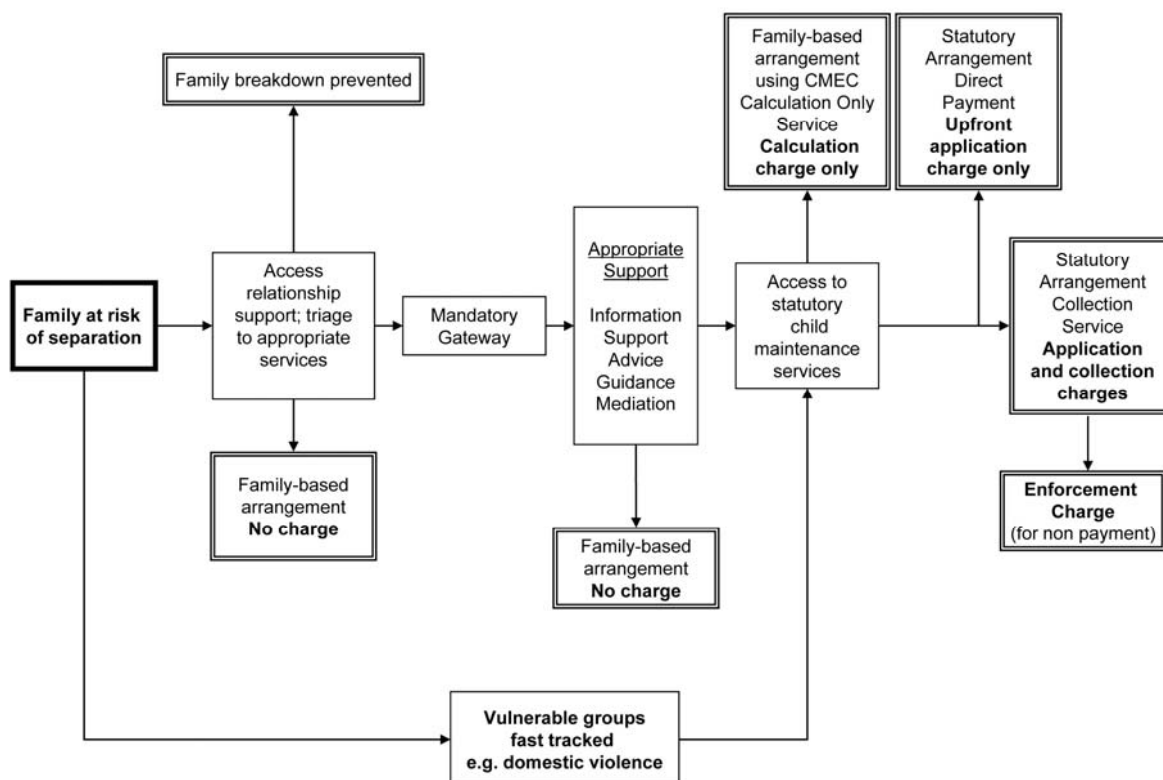 Family breakdown prevented
Family-based
arrangement
using CMEC
Calculation Only
Service
Calculation
charge only
Statutory
Arrangement
Direct
Payment
Upfront
application
charge only
Family at risk
of separation
Access
relationship
support; triage
to appropriate
services
Mandatory
Gateway
Appropriate
Support
Information
Support
Advice
Guidance
Mediation
Access to
statutory
child
maintenance
services
Statutory
Arrangement
Collection
Service
Application
and collection
charges
Family-based
arrangement
No charge
Family-based
arrangement
No charge
Enforcement
Charge
(for non payment)
Vulnerable groups
fast tracked
e.g. domestic violence